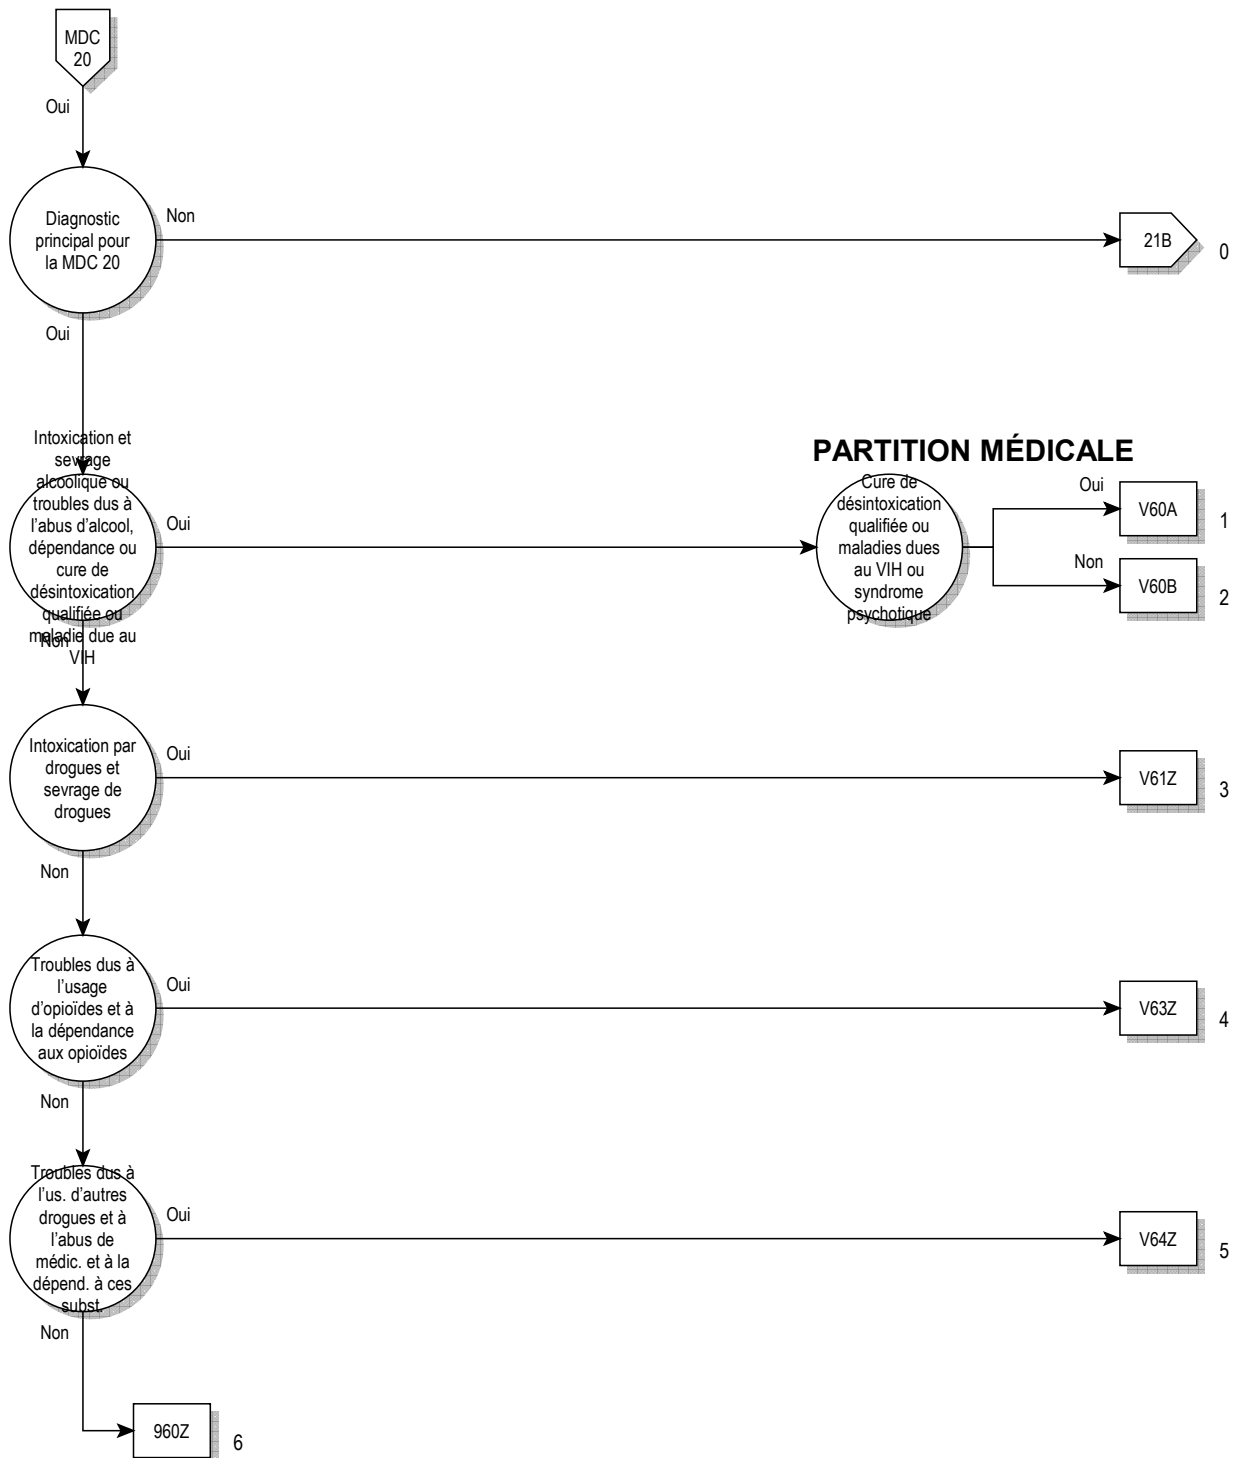 MDC
20
Oui
Diagnostic
principal pour
la MDC 20
Non
21B
0
Oui
PARTITION MÉDICALE
Intoxication et
sevrage
alcoolique ou
troubles dus à
l'abus d'alcool,
dépendance ou
cure de
désintoxication
qualifiée ou
maladie due au
VIH
Oui
Cure de
désintoxication
qualifiée ou
maladies dues
au VIH ou
syndrome
psychotique
Oui
V60A
1
Non
V60B
2
Non
Intoxication par
drogues et
sevrage de
drogues
Oui
V61Z
3
Non
Troubles dus à
l'usage
d'opioïdes et à
la dépendance
aux opioïdes
Oui
V63Z
4
Non
Troubles dus à
l'us. d'autres
drogues et à
l'abus de
médic. et à la
dépend. à ces
subst.
Oui
V64Z
5
Non
960Z
6